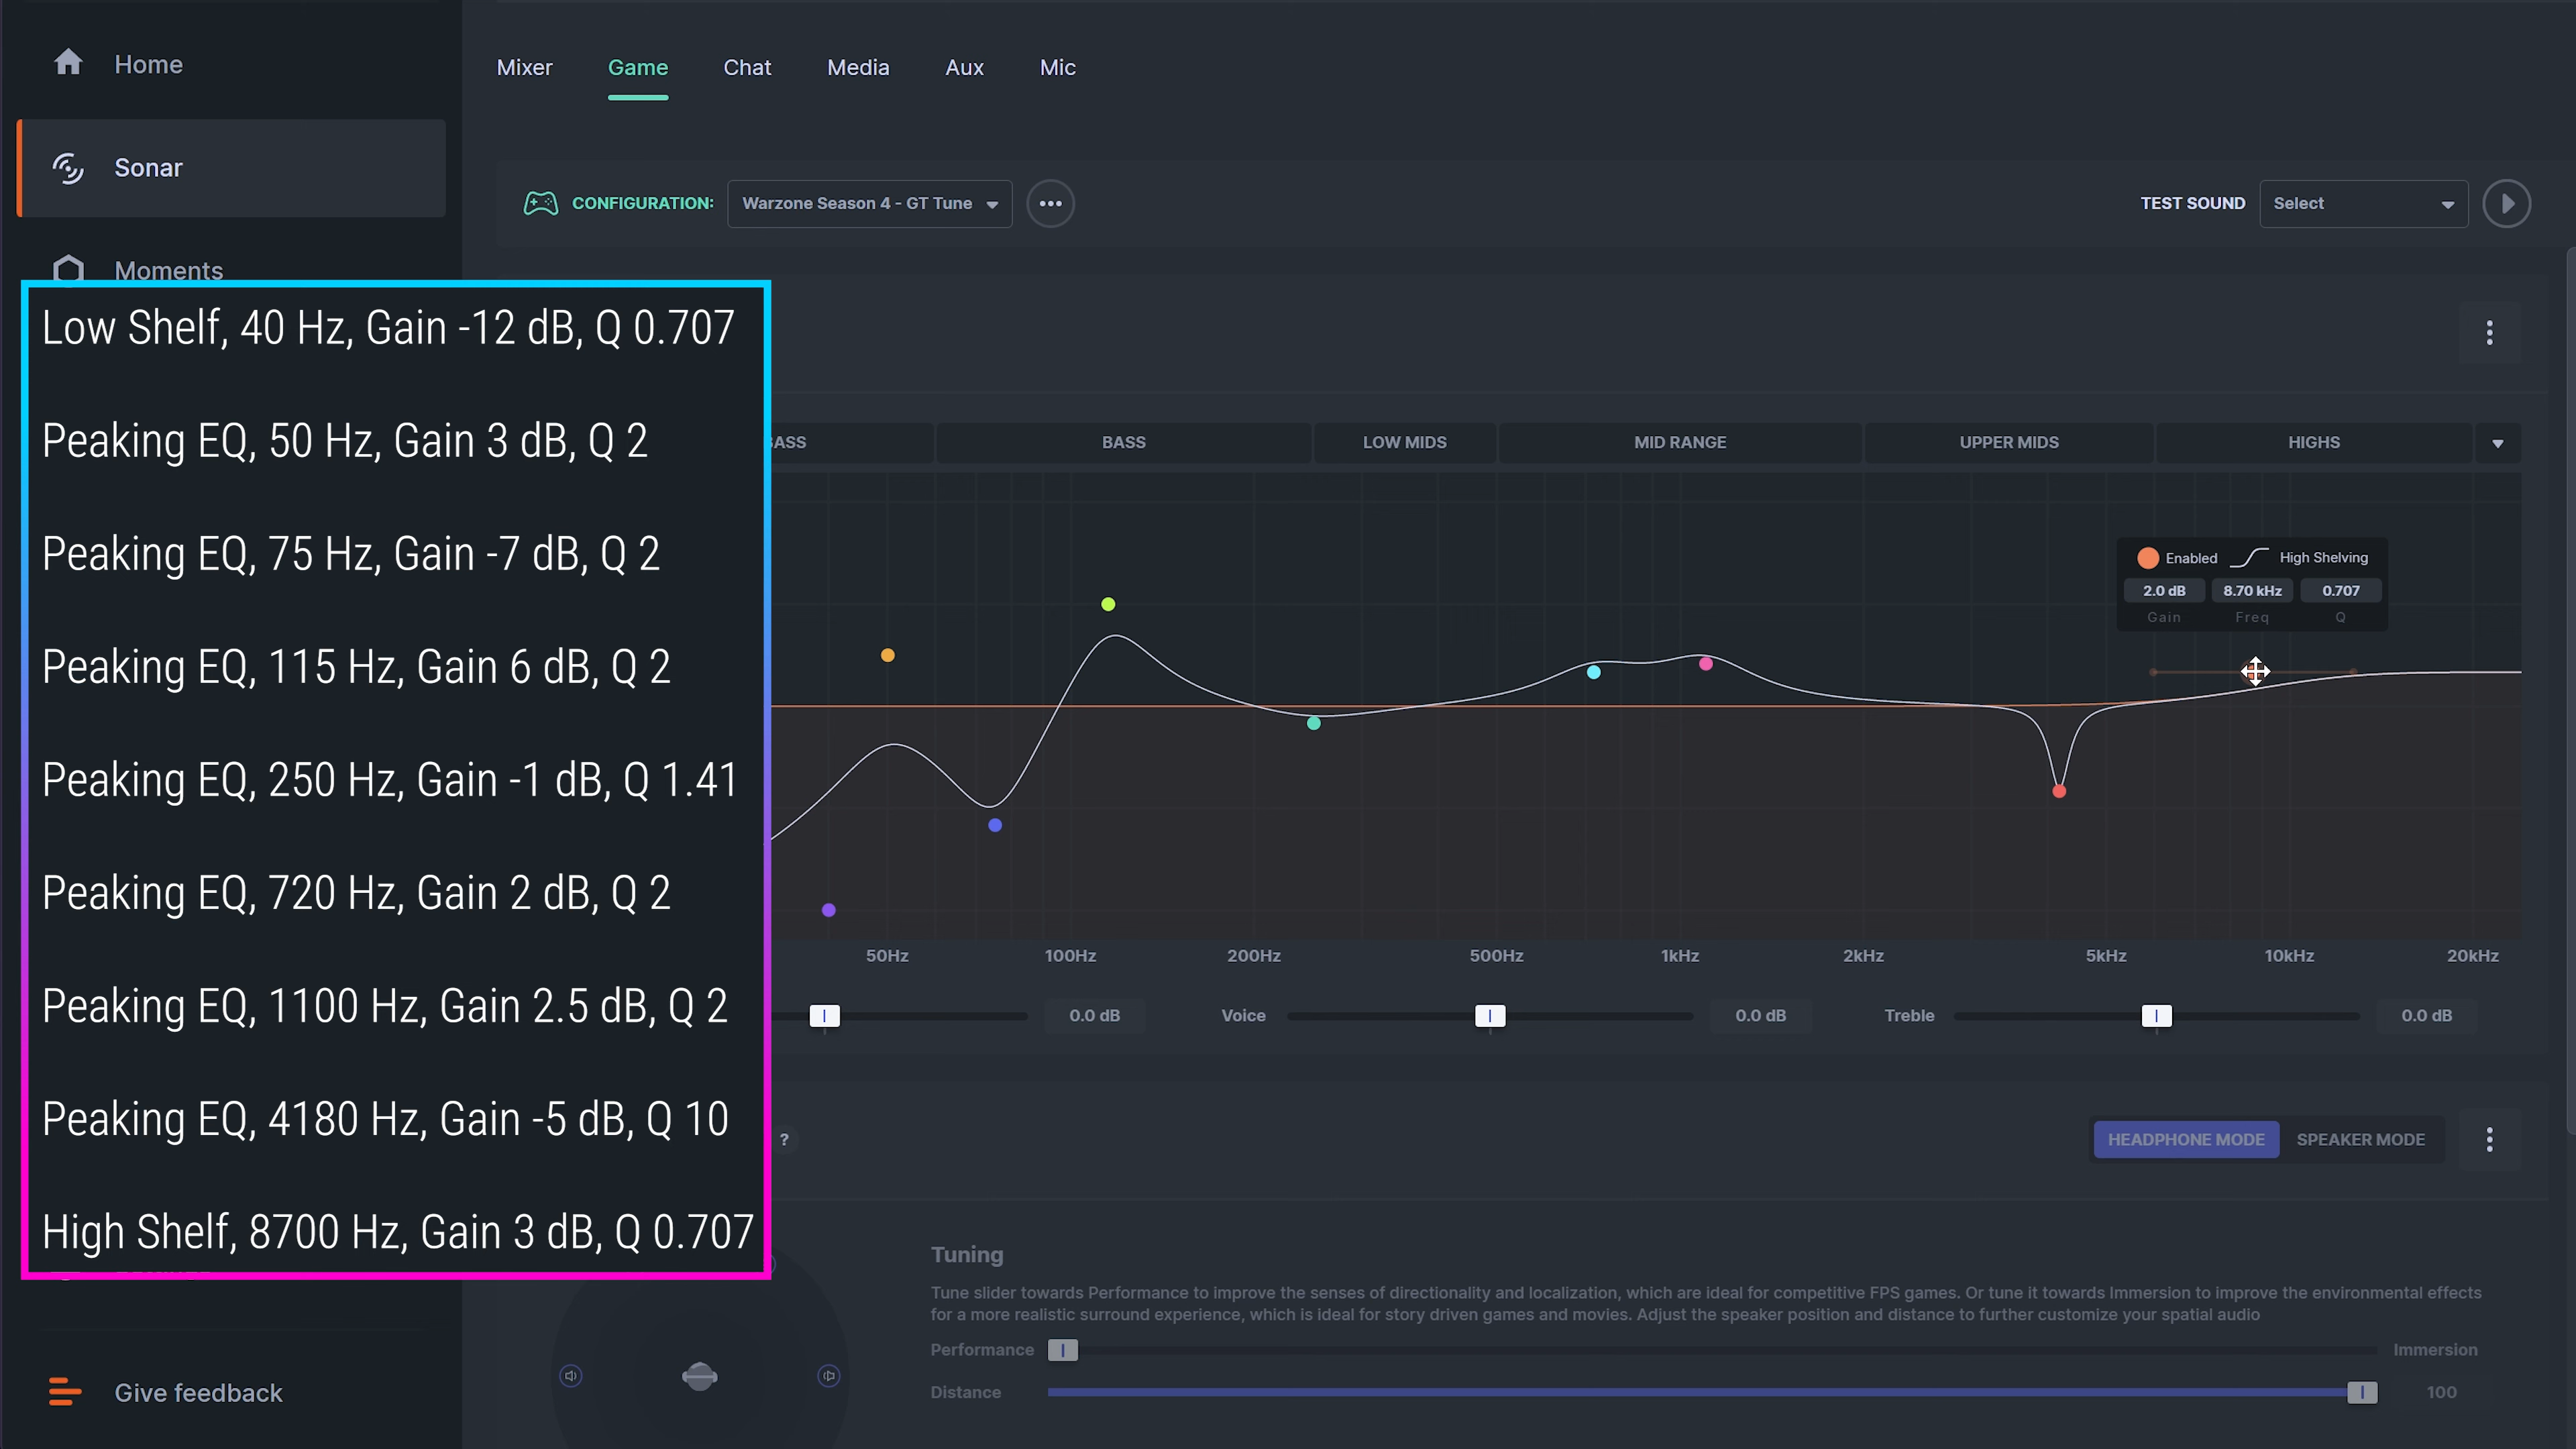 Home
Mixer Game Chat Media Aux Mic
Sonar
CONFIGURATION: Warzone Season 4 - GT Tune TEST SOUND Select
Moments
Low Shelf, 40 Hz, Gain -12 dB, Q 0.707
Peaking EQ, 50 Hz, Gain 3 dB, Q 2
Peaking EQ, 75 Hz, Gain -7 dB, Q 2
Peaking EQ, 115 Hz, Gain 6 dB, Q 2
Peaking EQ, 250 Hz, Gain -1 dB, Q 1.41
Peaking EQ, 720 Hz, Gain 2 dB, Q 2
Peaking EQ, 1100 Hz, Gain 2.5 dB, Q 2
Peaking EQ, 4180 Hz, Gain -5 dB, Q 10
High Shelf, 8700 Hz, Gain 3 dB, Q 0.707
BASS BASS LOW MIDS MID RANGE UPPER MIDS HIGHS
Enabled High Shelving
2.0 dB 8.70 kHz 0.707
Gain Freq Q
50Hz 100Hz 200Hz 500Hz 1kHz 2kHz 5kHz 10kHz 20kHz
0.0 dB Voice 0.0 dB Treble 0.0 dB
? HEADPHONE MODE SPEAKER MODE
Tuning
Tune slider towards Performance to improve the senses of directionality and localization, which are ideal for competitive FPS games. Or tune it towards Immersion to improve the environmental effects
for a more realistic surround experience, which is ideal for story driven games and movies. Adjust the speaker position and distance to further customize your spatial audio
Performance Immersion
Distance 100
Give feedback